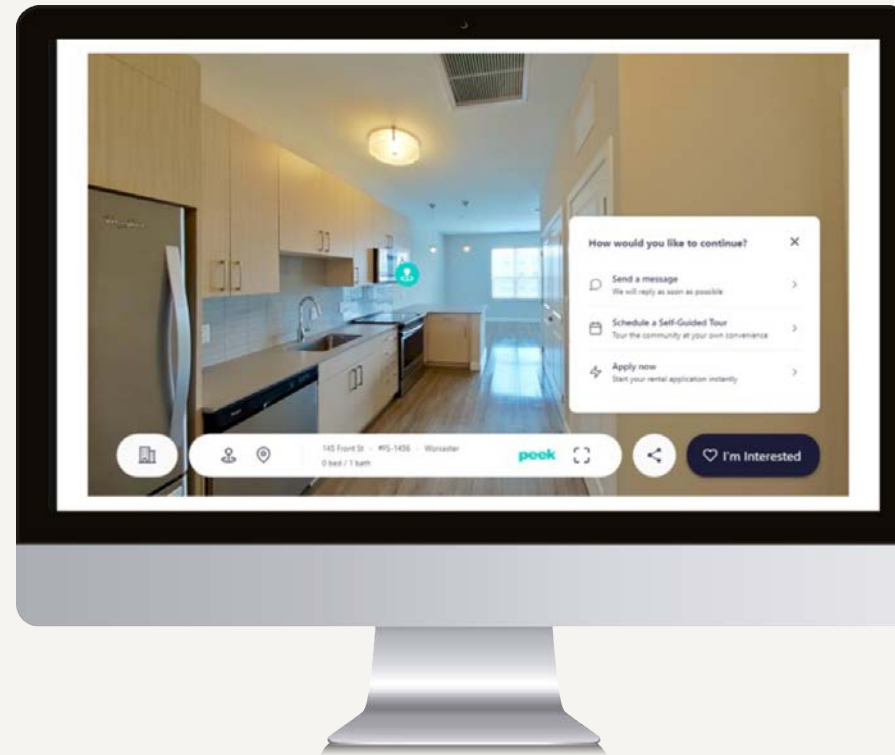 How would you like to continue?
Send a message
We will reply as soon as possible
Schedule a Self-Guided Tour
Tour the community at your own convenience
Apply now
Start your rental application instantly
145 Front St - #95-1456 - Worcester
0 bed / 1 bath
peek
I'm Interested